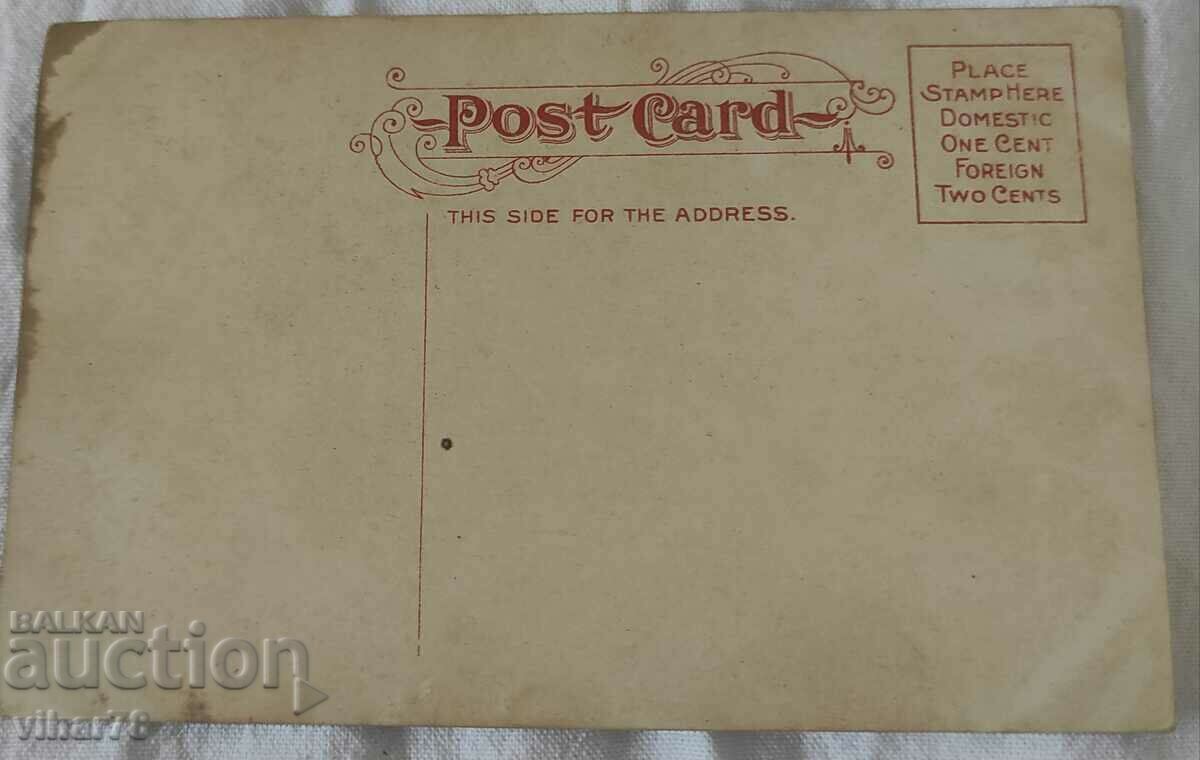 Post Card
THIS SIDE FOR THE ADDRESS.
PLACE
STAMP HERE
DOMESTIC
ONE CENT
FOREIGN
TWO CENTS
BALKAN
auction
vihar78